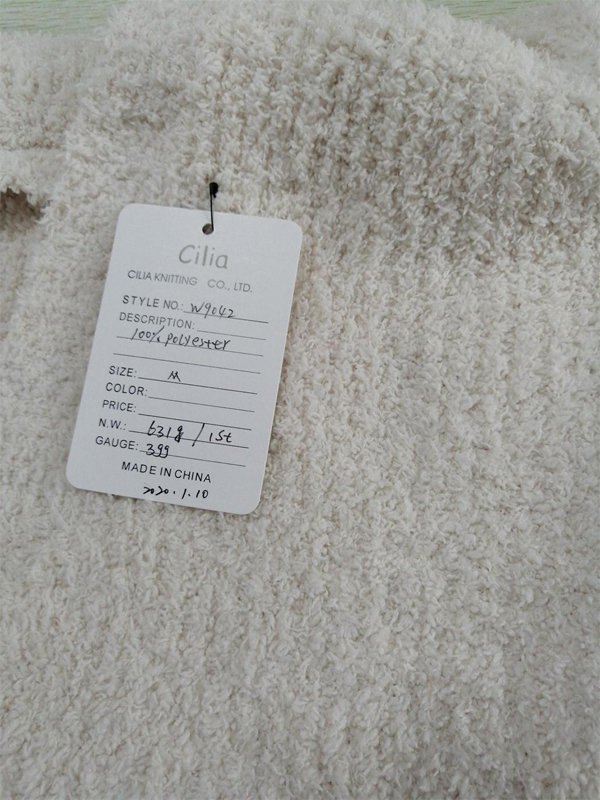 Cilia
CILIA KNITTING CO., LTD.
STYLE NO.: W9042
DESCRIPTION:
100% polyester
SIZE: M
COLOR:
PRICE:
N.W.: 631g / 1st
GAUGE: 3gg
MADE IN CHINA
2020.1.10